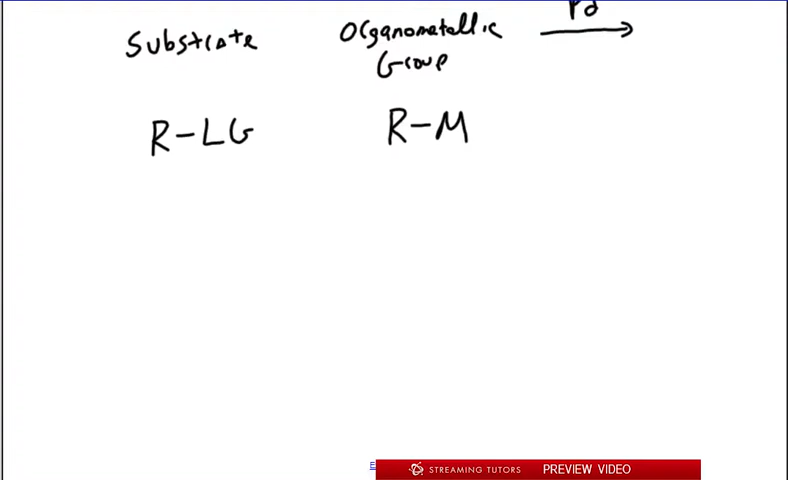 Pd
Substrate
Organometallic
Group
R-LG
R-M
E
STREAMING TUTORS PREVIEW VIDEO